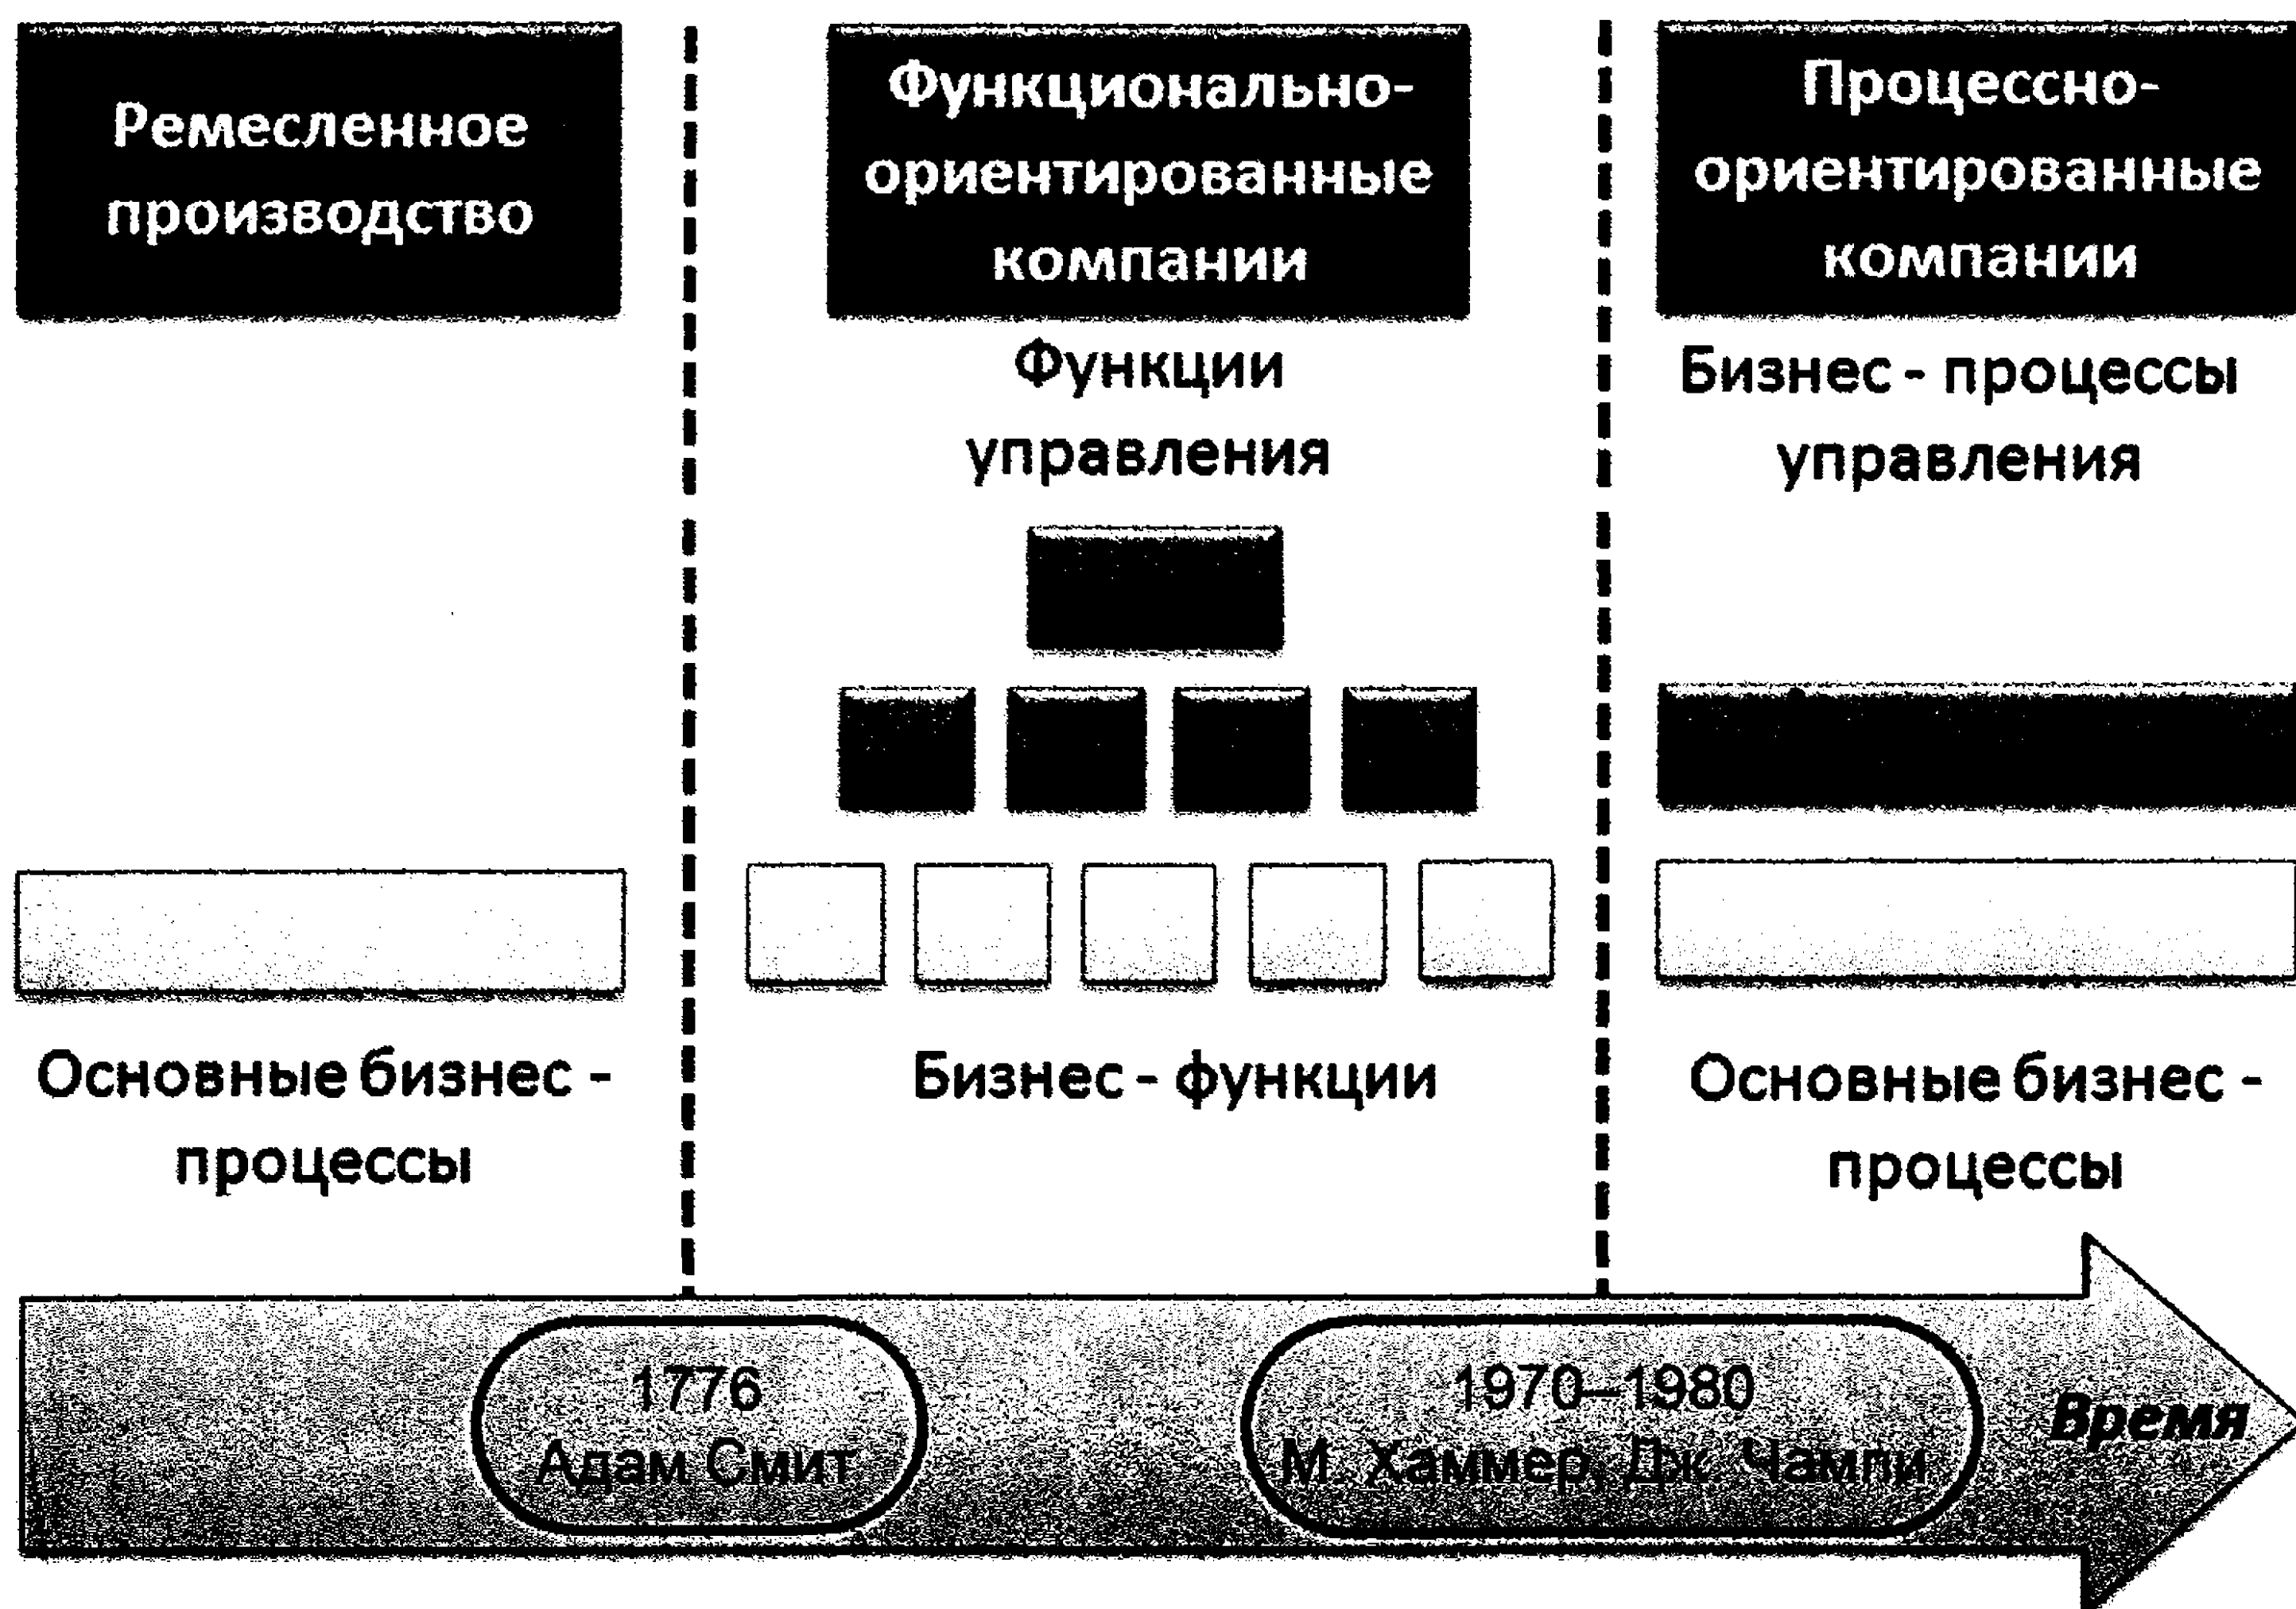 Ремесленное
производство
Функционально-
ориентированные
компании
Процессно-
ориентированные
компании
Функции
управления
Бизнес - процессы
управления
Основные бизнес -
процессы
Бизнес - функции
Основные бизнес -
процессы
1776
Адам Смит
1970–1980
М. Хаммер, Дж. Чампи
Время